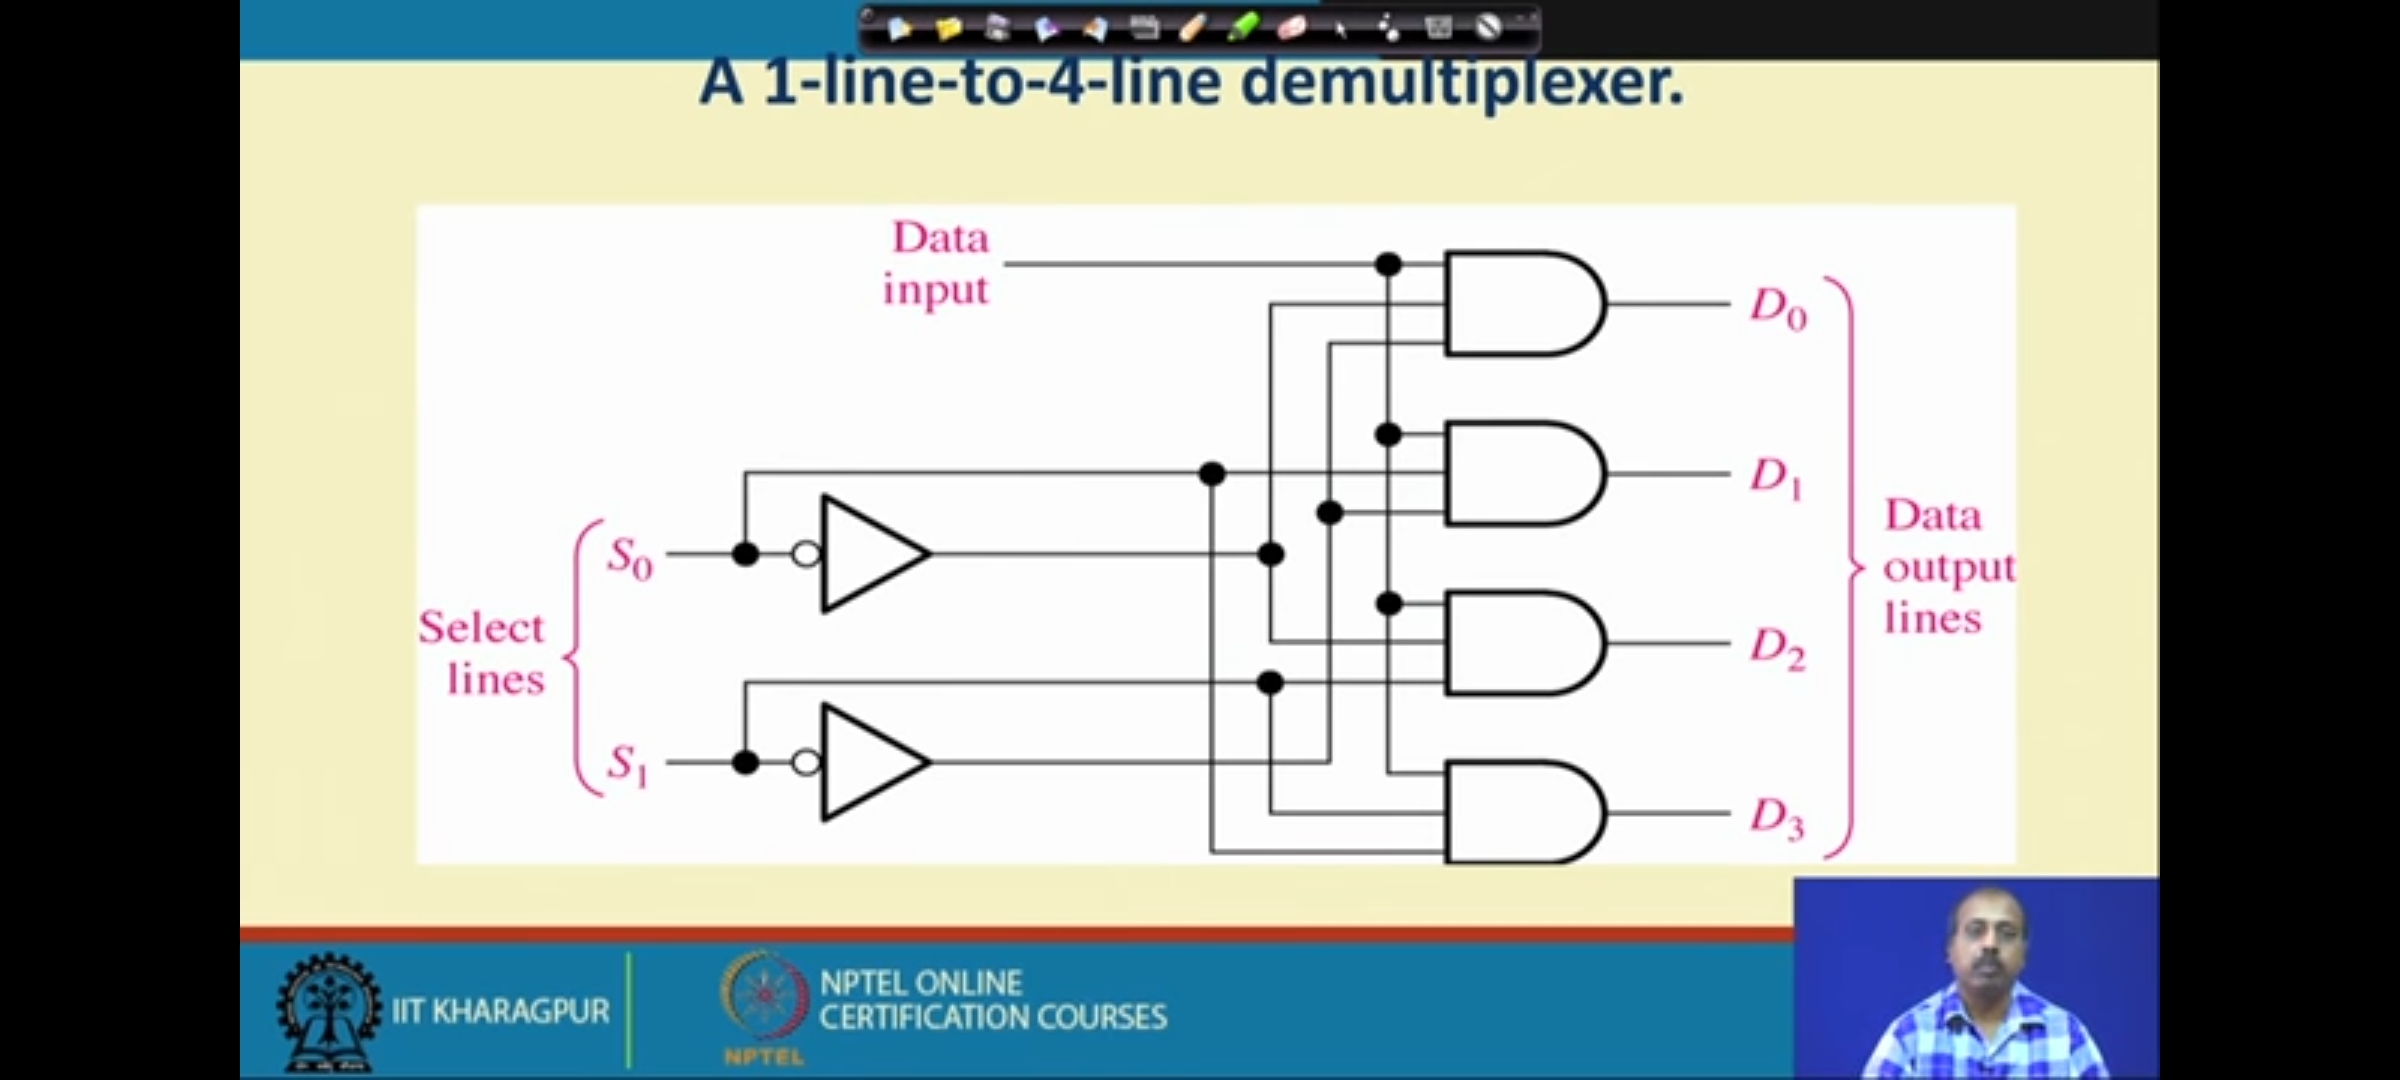 A 1-line-to-4-line demultiplexer.
Data
input
D0
D1
Data
output
lines
S0
Select
lines
D2
S1
D3
IIT KHARAGPUR
NPTEL ONLINE
CERTIFICATION COURSES
NPTEL